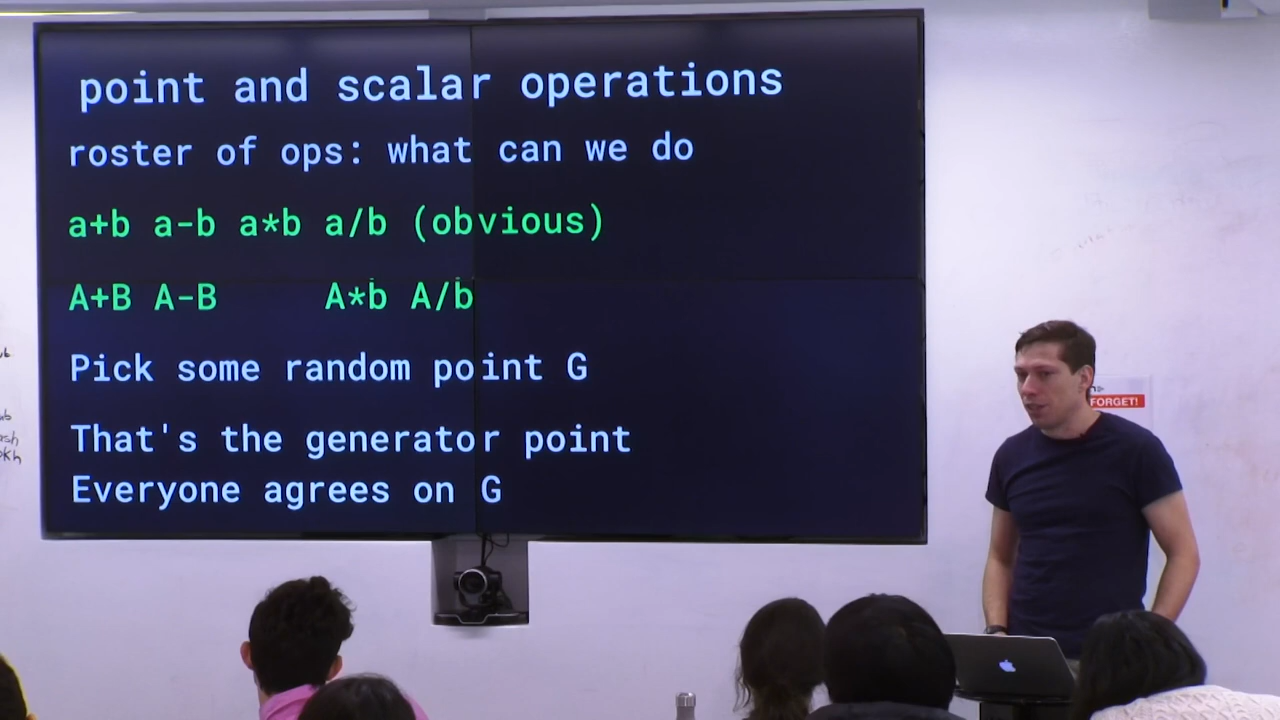 point and scalar operations
roster of ops: what can we do
a+b a-b a*b a/b (obvious)
A+B A-B     A*b A/b
Pick some random point G
That's the generator point
Everyone agrees on G
FORGET!